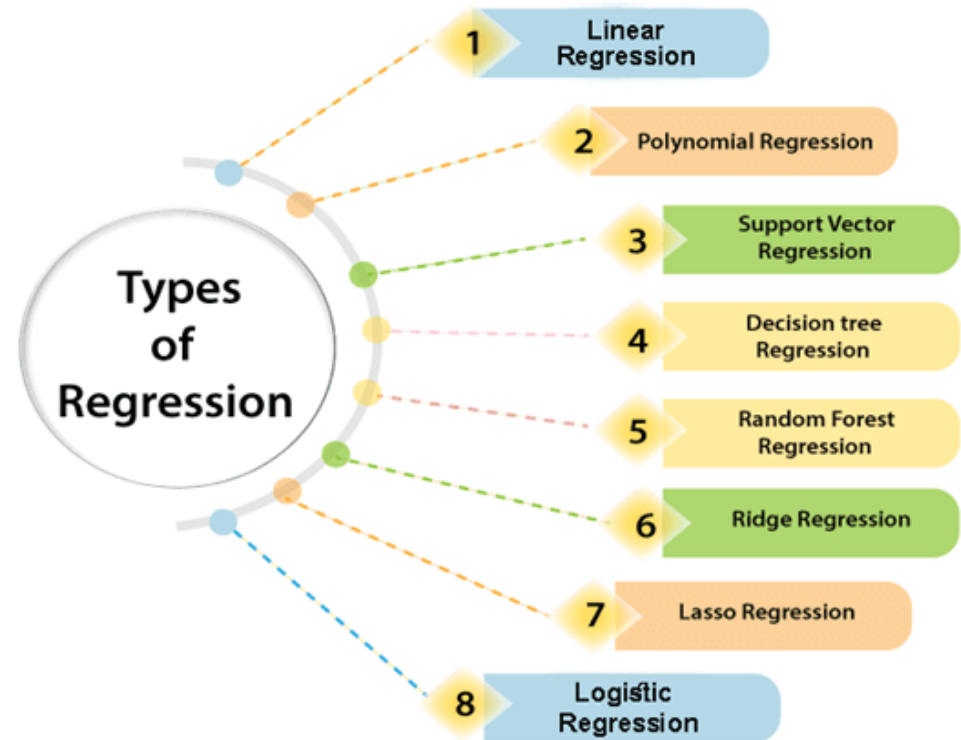 Types
of
Regression
1
Linear
Regression
2
Polynomial Regression
3
Support Vector
Regression
4
Decision tree
Regression
5
Random Forest
Regression
6
Ridge Regression
7
Lasso Regression
8
Logistic
Regression